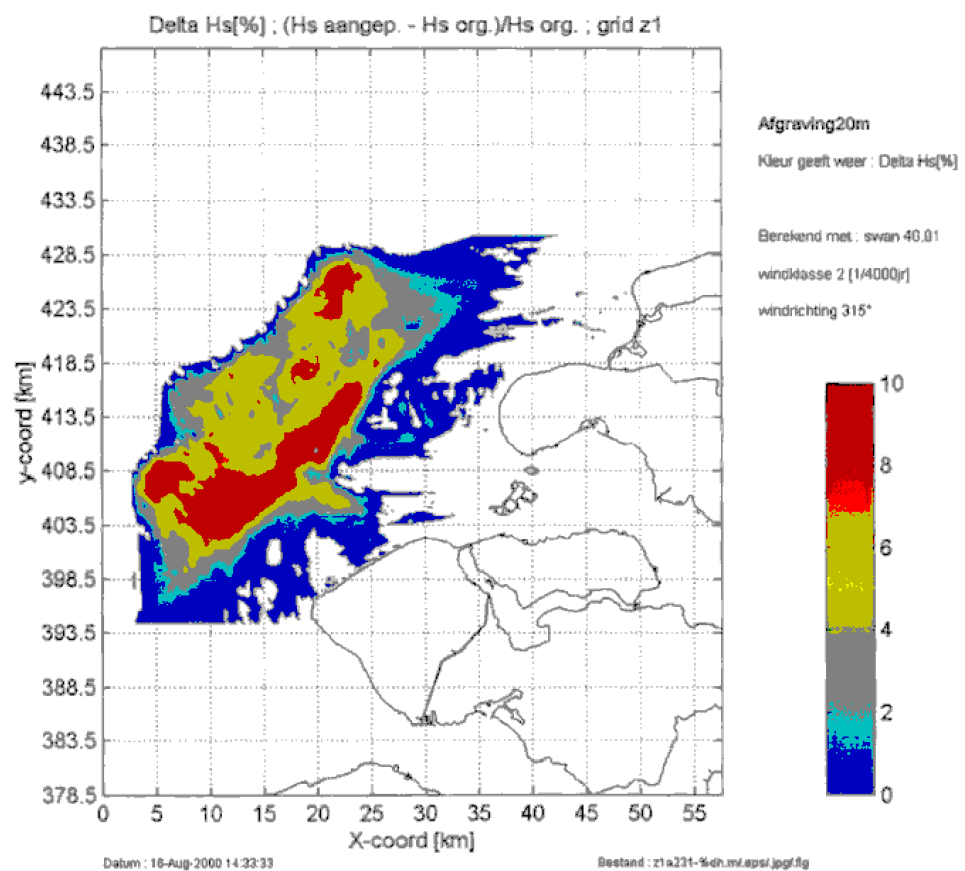 Delta Hs[%] ; (Hs aangep. - Hs org.)/Hs org. ; grid z1
443.5
438.5
433.5
428.5
423.5
418.5
413.5
408.5
403.5
398.5
393.5
388.5
383.5
378.5
y-coord [km]
0 5 10 15 20 25 30 35 40 45 50 55
X-coord [km]
Afgraving20m
Kleur geeft weer : Delta Hs[%]
Berekend met : swan 40.01
windklasse 2 [1/4000jr]
windrichting 315°
10
8
6
4
2
0
Datum : 16-Aug-2000 14:33:33
Bestand :